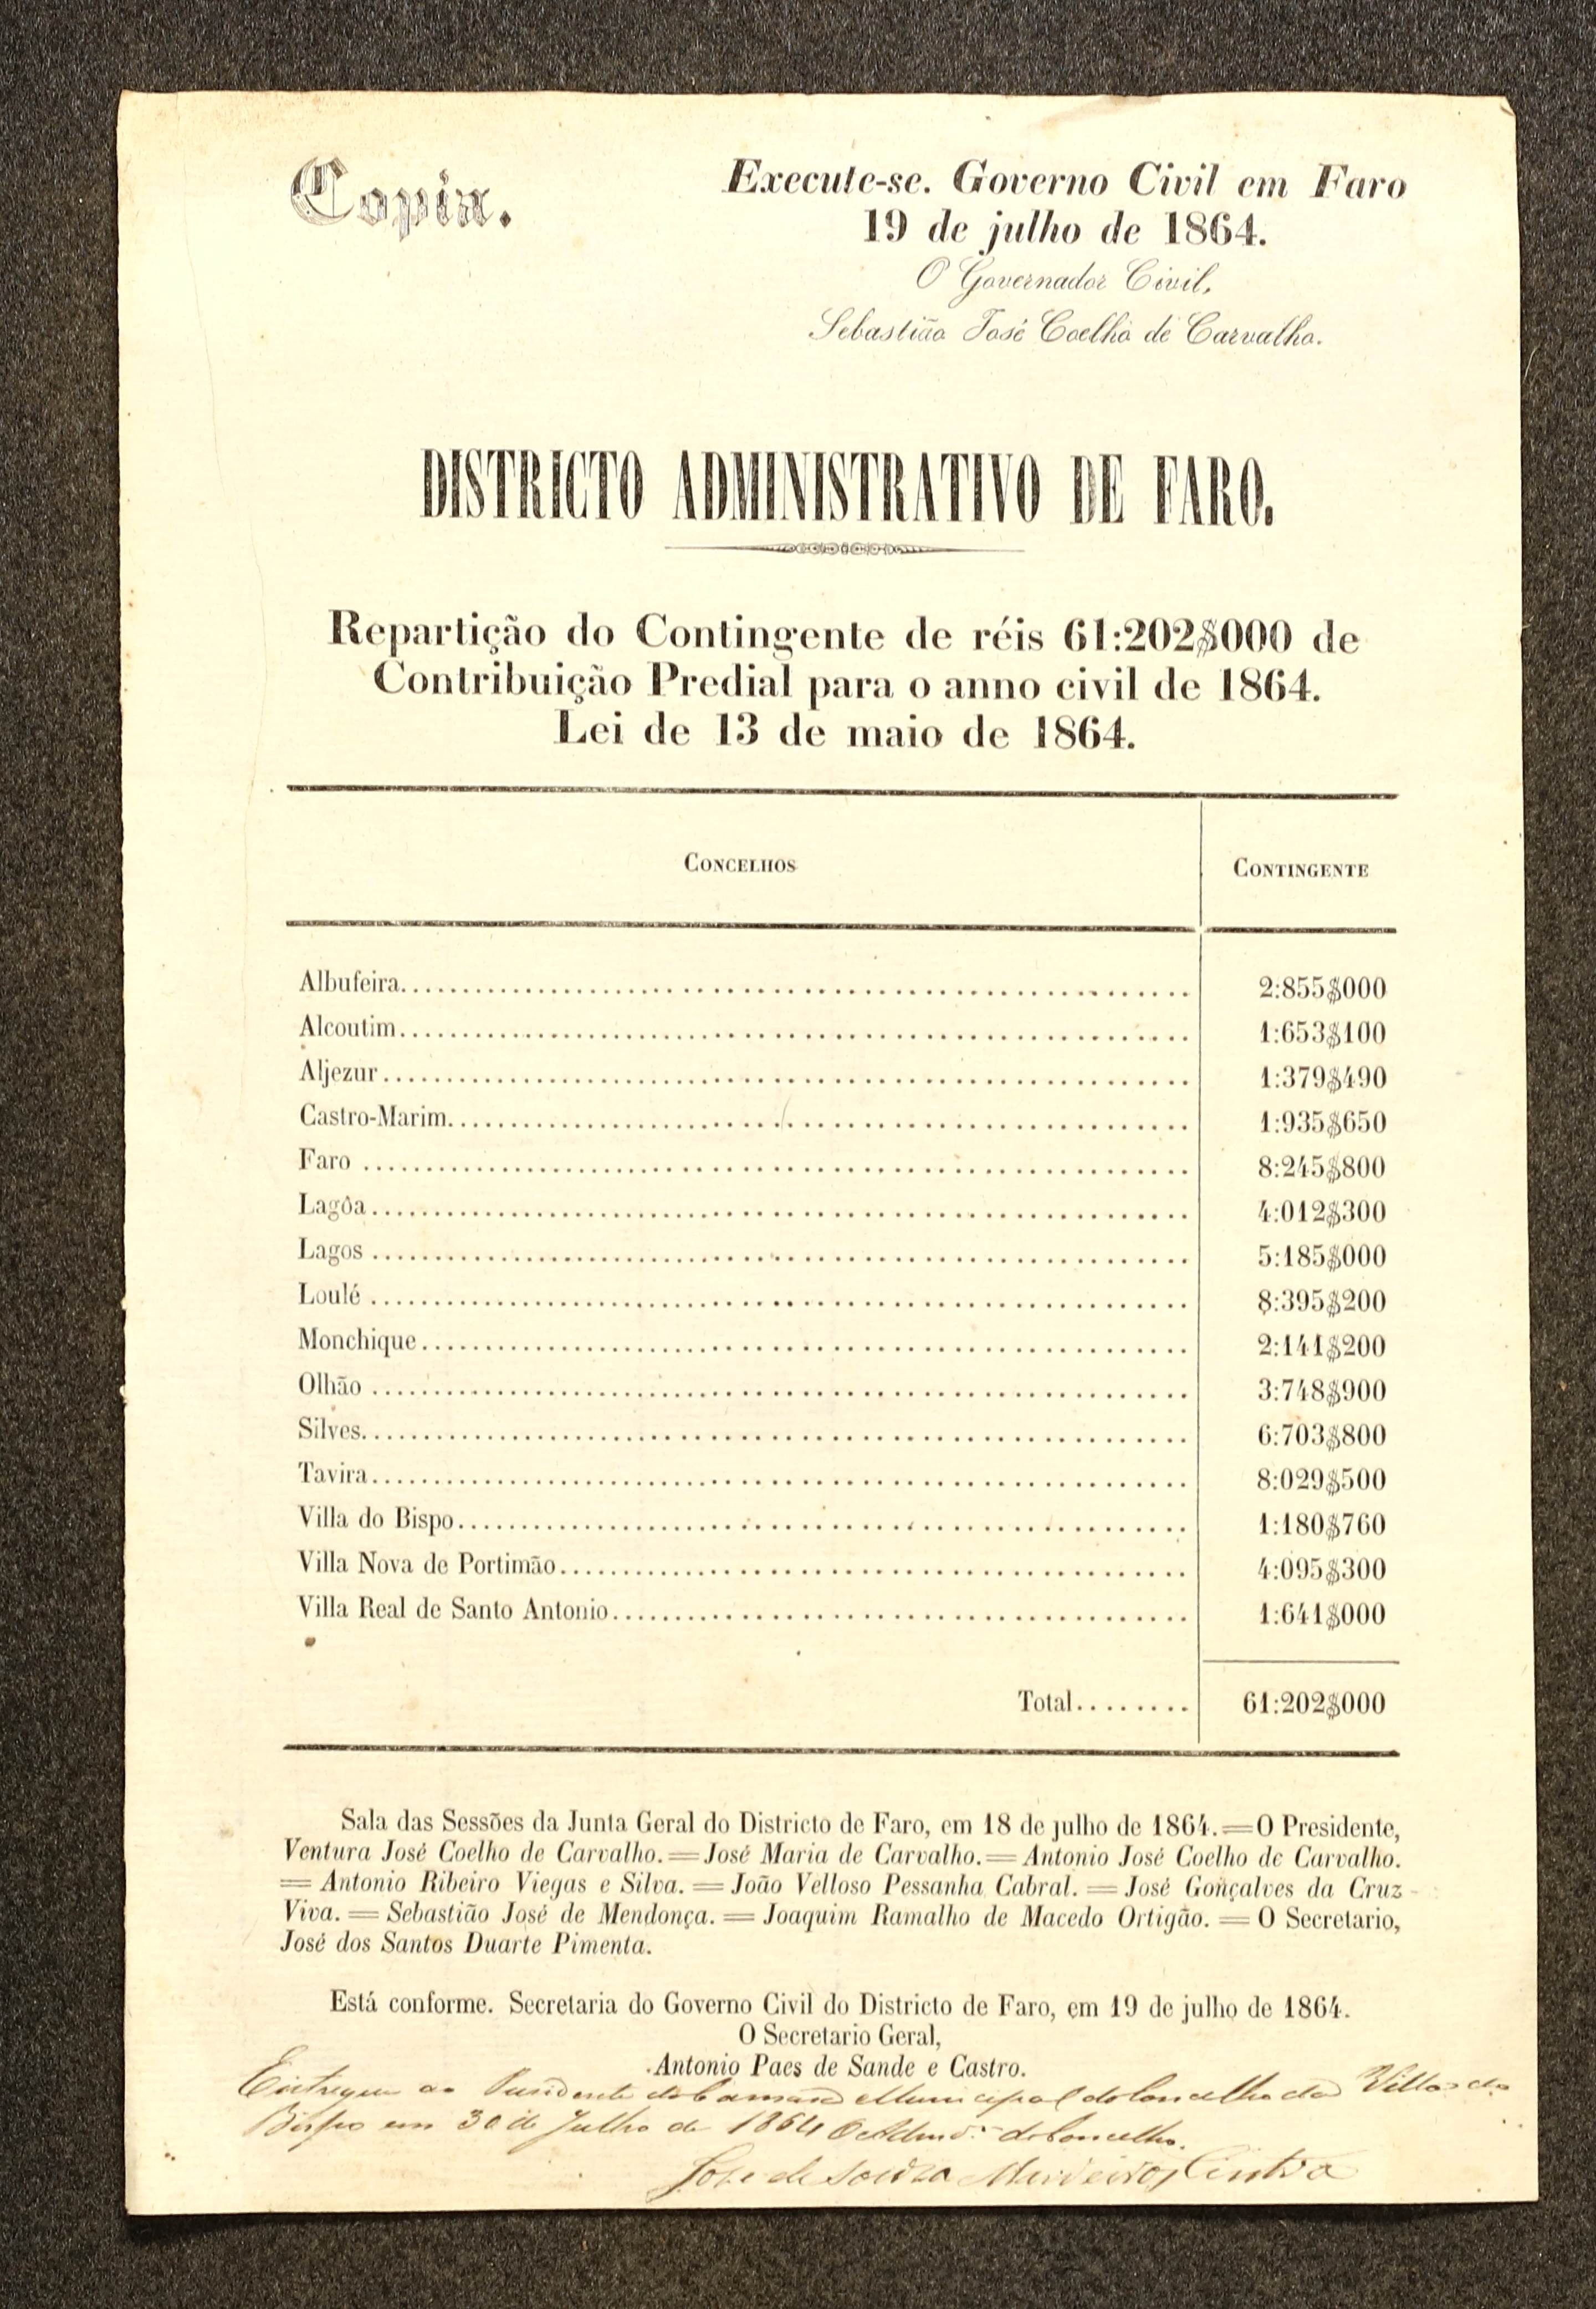 Copia.
Execute-se. Governo Civil em Faro
19 de julho de 1864.
O Governador Civil,
Sebastião José Coelho de Carvalho.
DISTRICTO ADMINISTRATIVO DE FARO.
Repartição do Contingente de réis 61:202$000 de
Contribuição Predial para o anno civil de 1864.
Lei de 13 de maio de 1864.
CONCELHOS CONTINGENTE
Albufeira........ 2:855$000
Alcoutim........ 1:653$100
Aljezur........ 1:379$490
Castro-Marim........ 1:935$650
Faro ........ 8:245$800
Lagôa........ 4:012$300
Lagos ........ 5:185$000
Loulé ........ 8:395$200
Monchique........ 2:141$200
Olhão ........ 3:748$900
Silves........ 6:703$800
Tavira........ 8:029$500
Villa do Bispo........ 1:180$760
Villa Nova de Portimão........ 4:095$300
Villa Real de Santo Antonio........ 1:641$000
Total........ 61:202$000
Sala das Sessões da Junta Geral do Districto de Faro, em 18 de julho de 1864.=O Presidente,
Ventura José Coelho de Carvalho.=José Maria de Carvalho.=Antonio José Coelho de Carvalho.
=Antonio Ribeiro Viegas e Silva.=João Velloso Pessanha Cabral.=José Gonçalves da Cruz
Viva.=Sebastião José de Mendonça.=Joaquim Ramalho de Macedo Ortigão.=O Secretario,
José dos Santos Duarte Pimenta.
Está conforme. Secretaria do Governo Civil do Districto de Faro, em 19 de julho de 1864.
O Secretario Geral,
Antonio Paes de Sande e Castro.
Entregue ao Presidente da Camara Municipal do Concelho da Villa do
Bispo em 30 de Julho de 1864 O Admor. do Concelho.
José de Souza Cintra